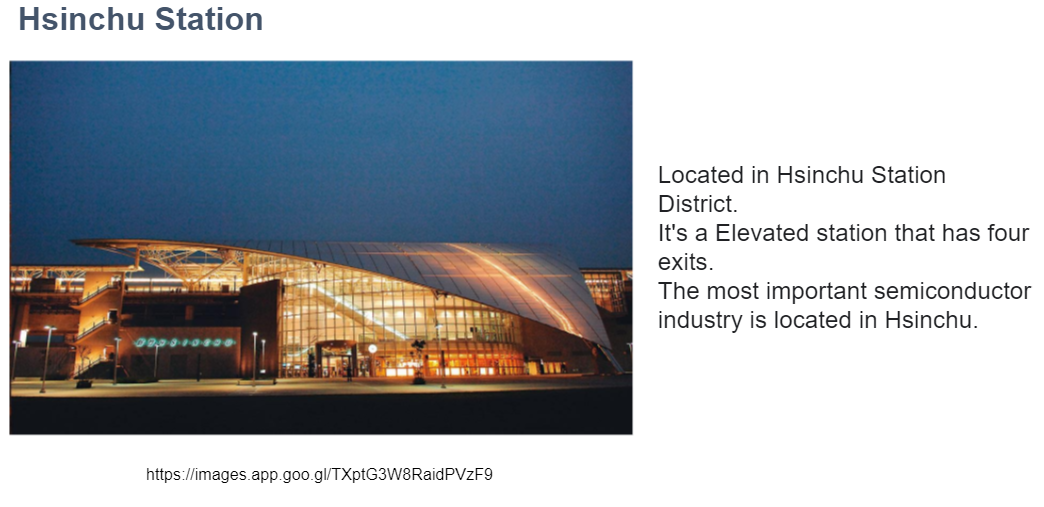 Hsinchu Station
Located in Hsinchu Station
District.
It's a Elevated station that has four
exits.
The most important semiconductor
industry is located in Hsinchu.
https://images.app.goo.gl/TXptG3W8RaidPVzF9